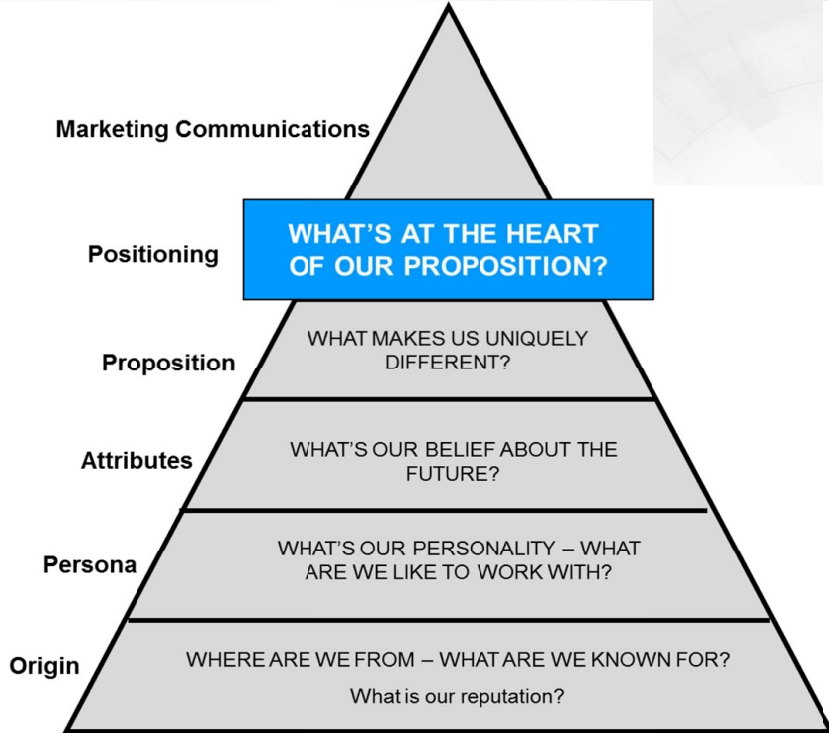 Marketing Communications
Positioning
WHAT'S AT THE HEART
OF OUR PROPOSITION?
Proposition
WHAT MAKES US UNIQUELY
DIFFERENT?
Attributes
WHAT'S OUR BELIEF ABOUT THE
FUTURE?
Persona
WHAT'S OUR PERSONALITY – WHAT
ARE WE LIKE TO WORK WITH?
Origin
WHERE ARE WE FROM – WHAT ARE WE KNOWN FOR?
What is our reputation?